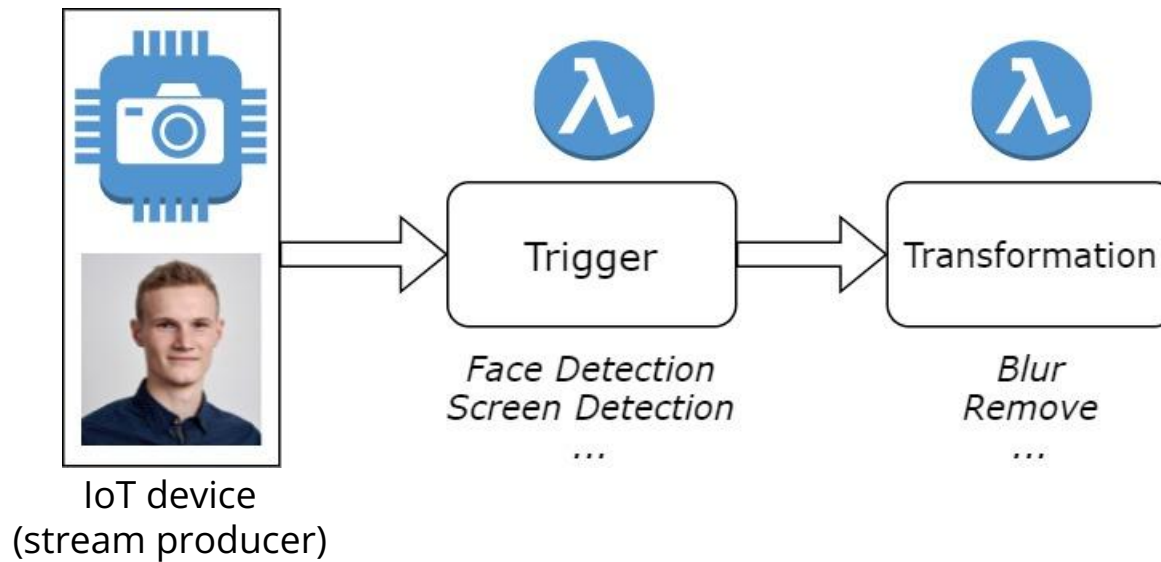 λ
λ
Trigger
Transformation
Face Detection
Screen Detection
...
Blur
Remove
...
IoT device
(stream producer)